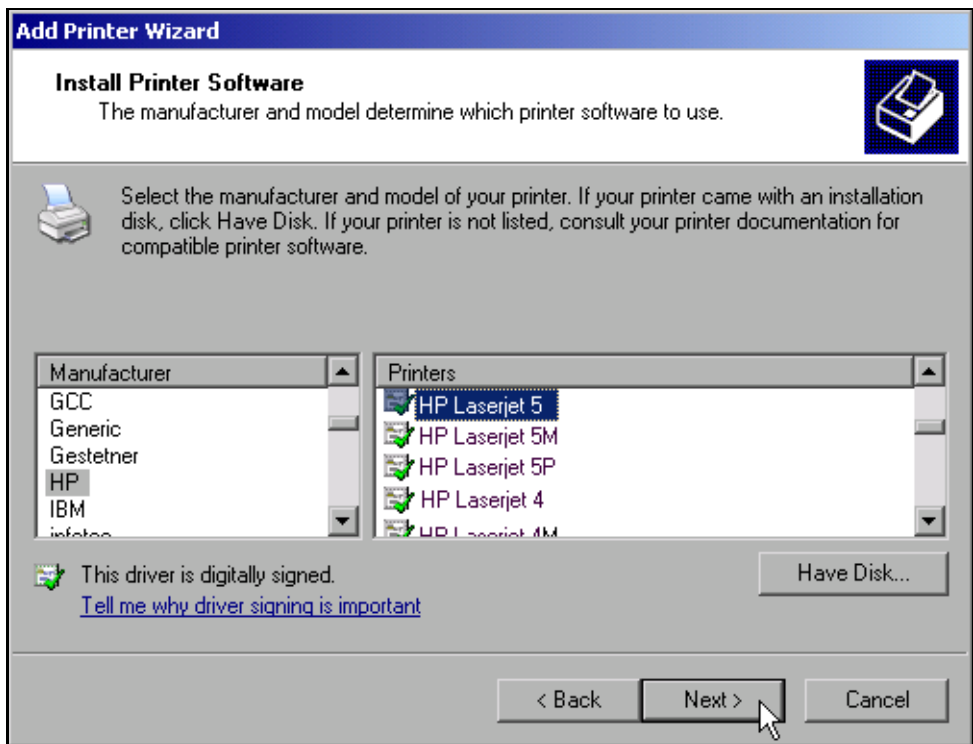 Add Printer Wizard
Install Printer Software
The manufacturer and model determine which printer software to use.
Select the manufacturer and model of your printer. If your printer came with an installation
disk, click Have Disk. If your printer is not listed, consult your printer documentation for
compatible printer software.
Manufacturer
GCC
Generic
Gestetner
HP
IBM
infotec
Printers
HP Laserjet 5
HP Laserjet 5M
HP Laserjet 5P
HP Laserjet 4
HP Laserjet 4M
This driver is digitally signed.
Tell me why driver signing is important
Have Disk...
< Back
Next >
Cancel